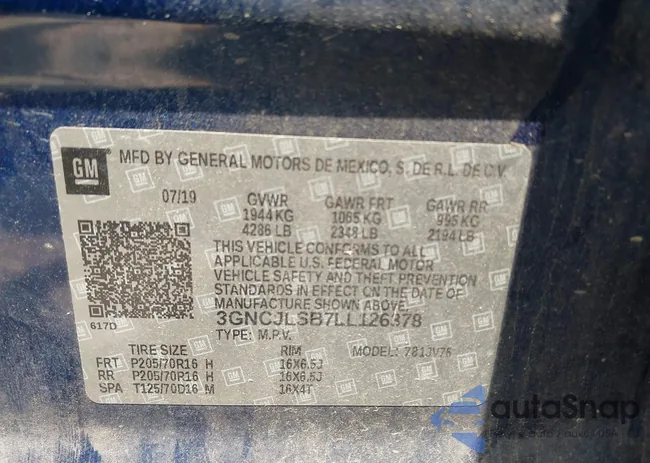 GM MFD BY GENERAL MOTORS DE MEXICO, S. DE R.L. DE C.V.
07/19 GVWR GAWR FRT GAWR RR
1944 KG 1065 KG 995 KG
4286 LB 2348 LB 2194 LB
THIS VEHICLE CONFORMS TO ALL
APPLICABLE U.S. FEDERAL MOTOR
VEHICLE SAFETY AND THEFT PREVENTION
STANDARDS IN EFFECT ON THE DATE OF
MANUFACTURE SHOWN ABOVE.
617D
TYPE: M.P.V.
TIRE SIZE RIM MODEL:
FRT P205/70R16 H 16X6.5J
RR P205/70R16 H 16X6.5J
SPA T125/70D16 M 16X4T
autoSnap